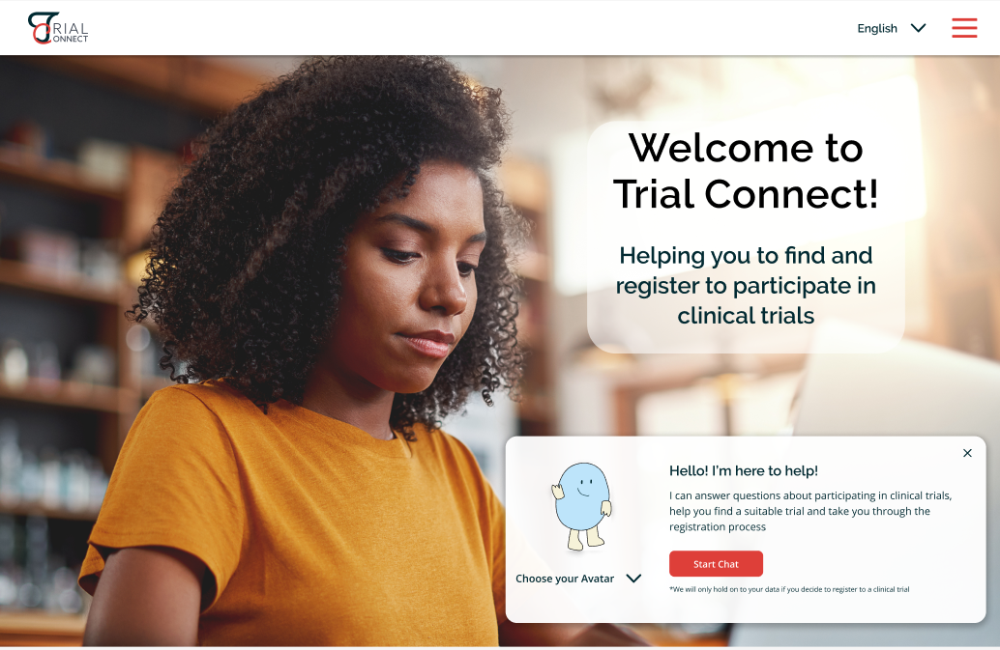 TRIAL
CONNECT
English
Welcome to
Trial Connect!
Helping you to find and
register to participate in
clinical trials
Hello! I'm here to help!
I can answer questions about participating in clinical trials,
help you find a suitable trial and take you through the
registration process
Start Chat
Choose your Avatar
*We will only hold on to your data if you decide to register to a clinical trial